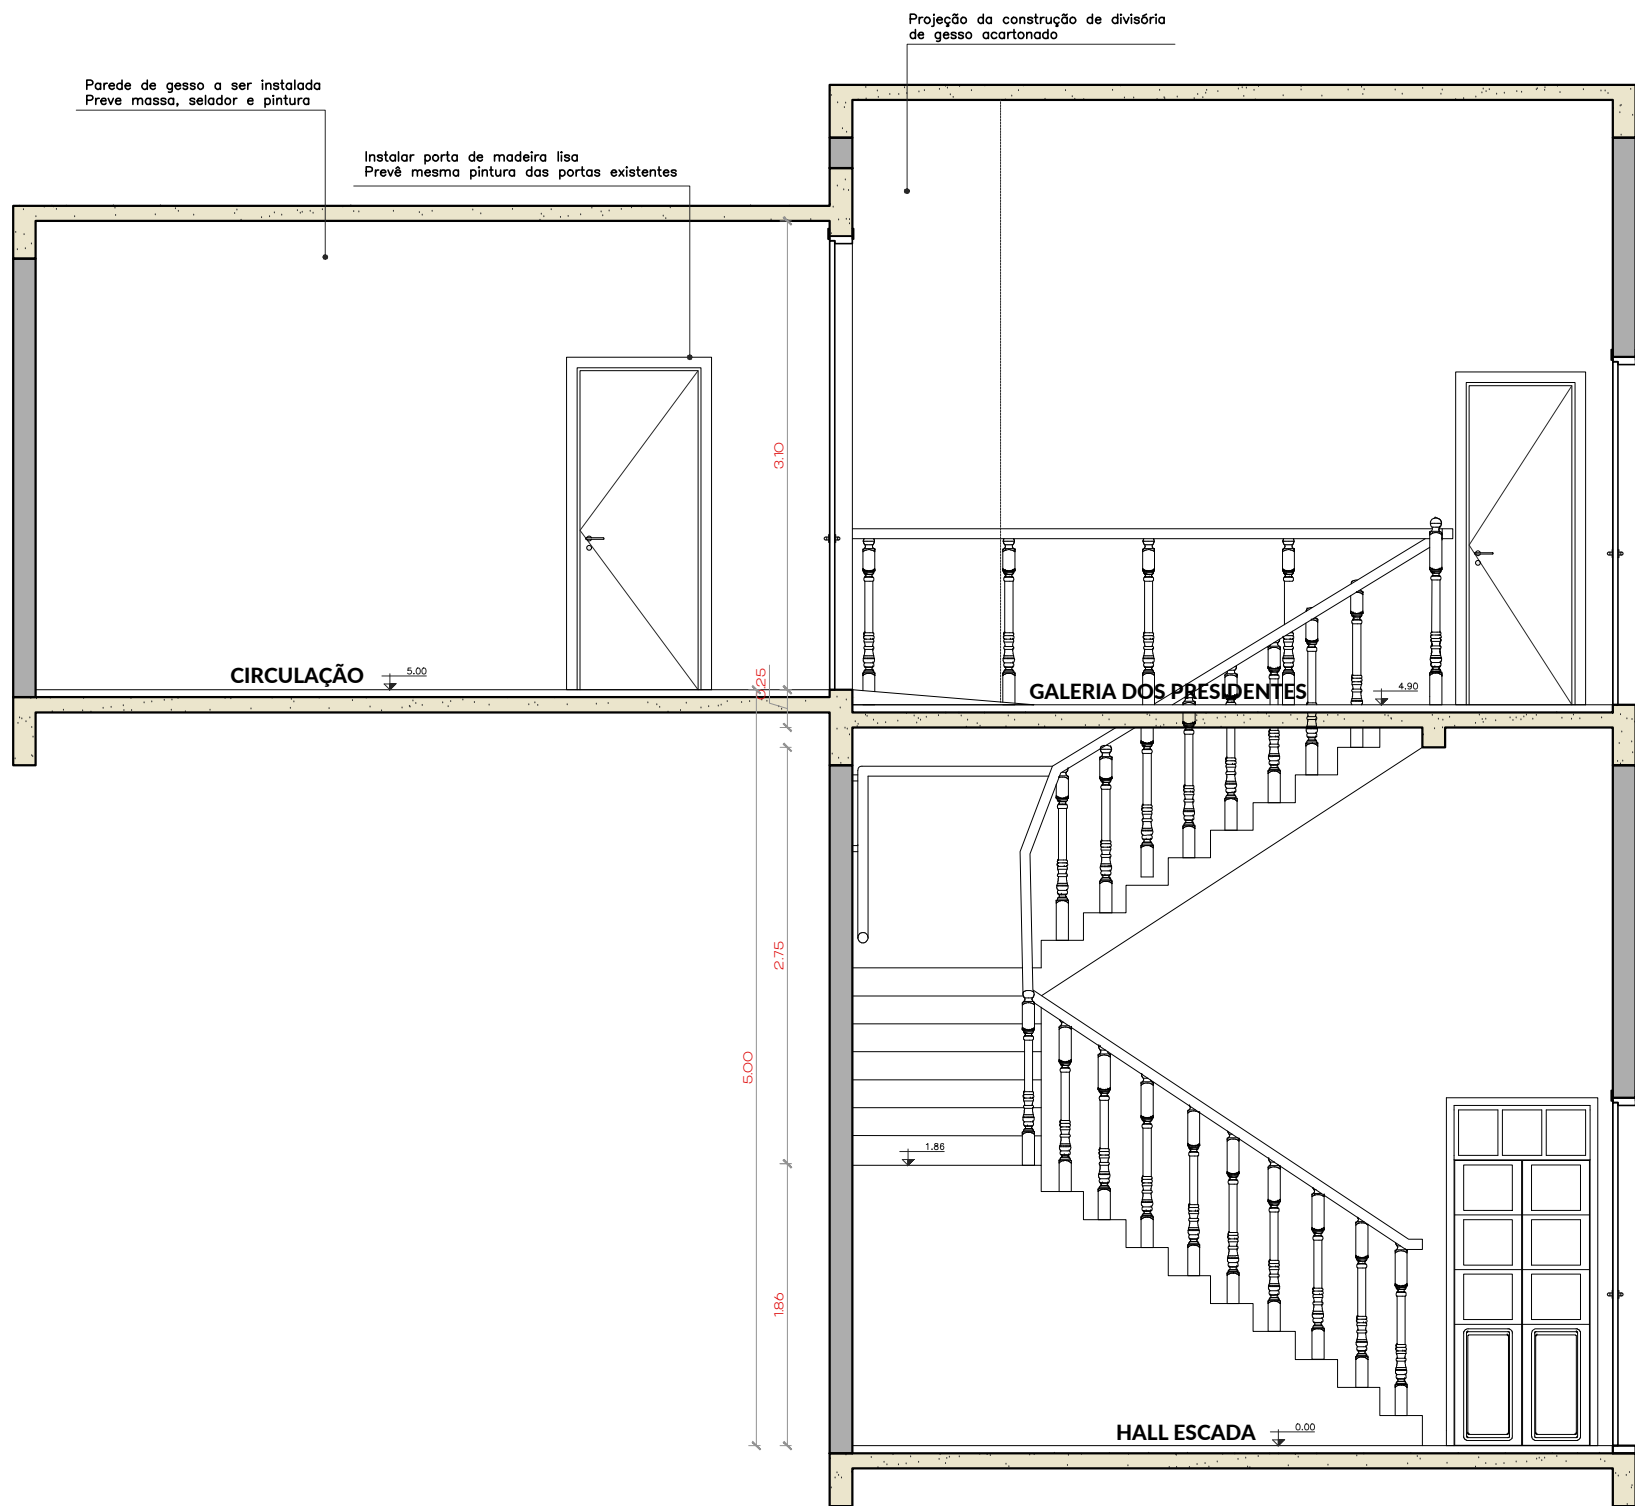 Projeção da construção de divisória
de gesso acartonado
Parede de gesso a ser instalada
Preve massa, selador e pintura
Instalar porta de madeira lisa
Prevê mesma pintura das portas existentes
3.10
CIRCULAÇÃO
5.00
0.25
GALERIA DOS PRESIDENTES
4.90
2.75
5.00
1.86
1.86
HALL ESCADA
0.00